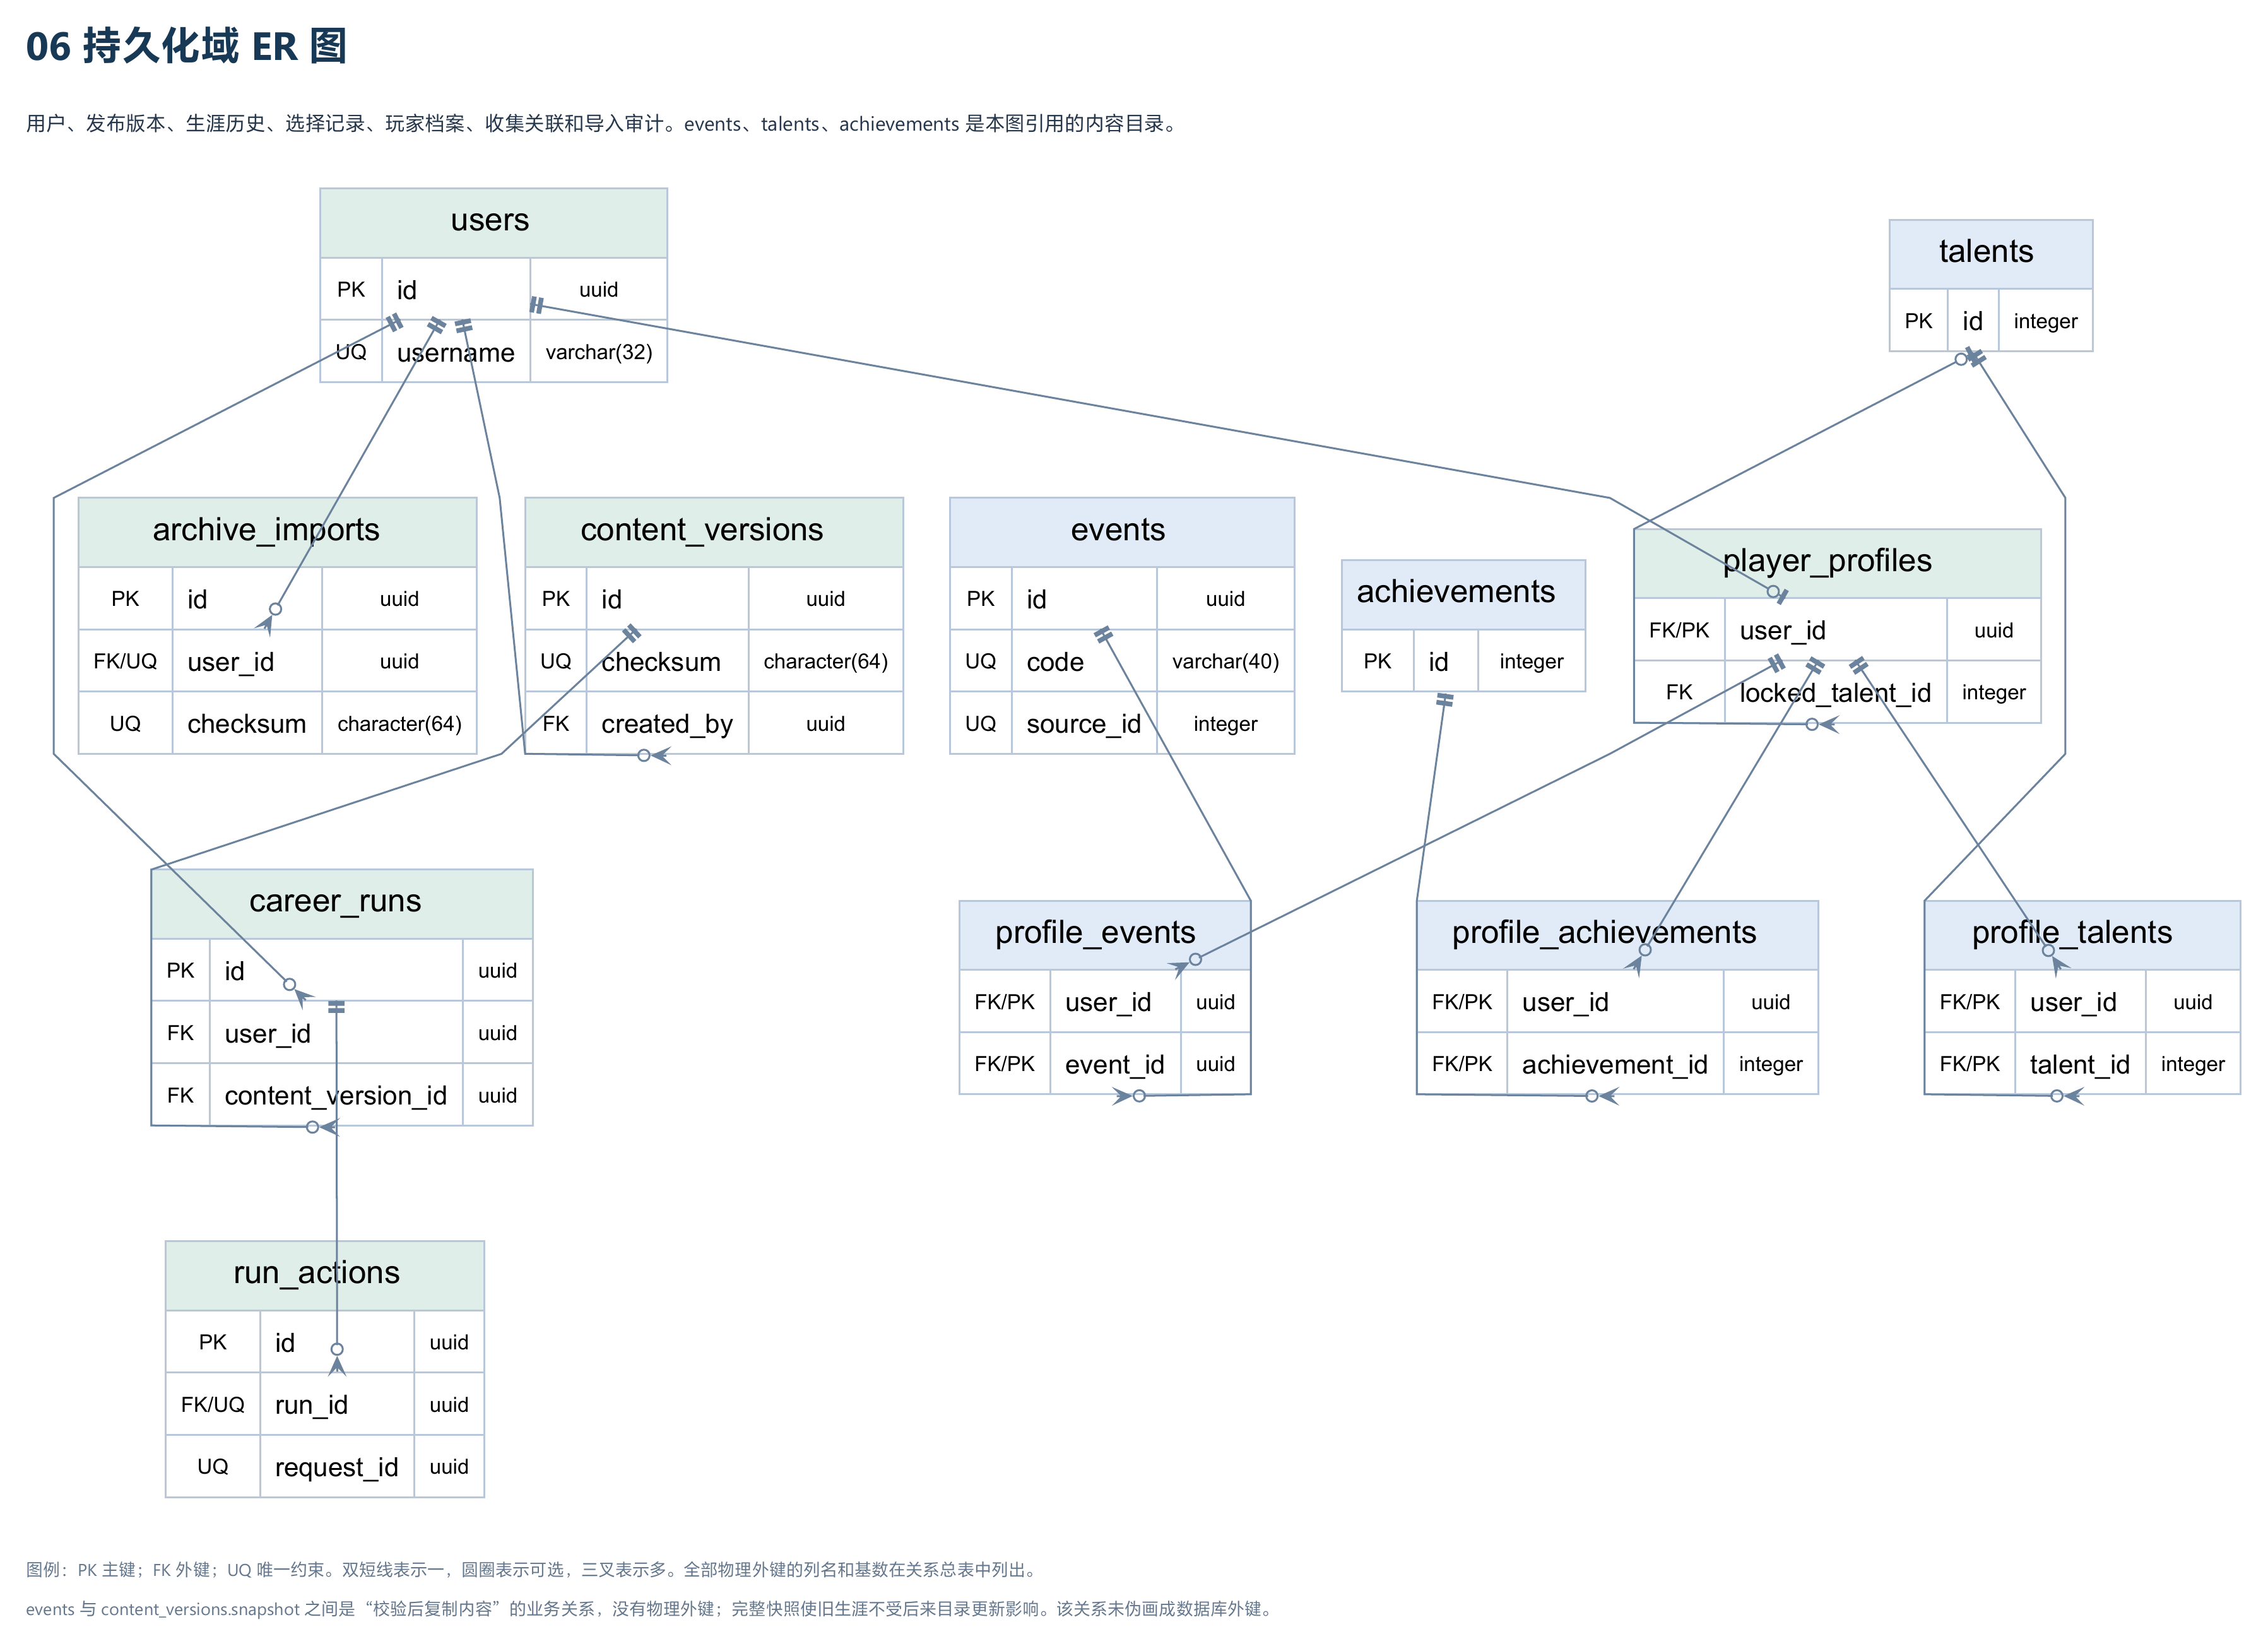 06 持久化域 ER 图
用户、发布版本、生涯历史、选择记录、玩家档案、收集关联和导入审计。events、talents、achievements 是本图引用的内容目录。
users
PK id uuid
UQ username varchar(32)
talents
PK id integer
archive_imports
PK id uuid
FK/UQ user_id uuid
UQ checksum character(64)
content_versions
PK id uuid
UQ checksum character(64)
FK created_by uuid
events
PK id uuid
UQ code varchar(40)
UQ source_id integer
achievements
PK id integer
player_profiles
FK/PK user_id uuid
FK locked_talent_id integer
career_runs
PK id uuid
FK user_id uuid
FK content_version_id uuid
profile_events
FK/PK user_id uuid
FK/PK event_id uuid
profile_achievements
FK/PK user_id uuid
FK/PK achievement_id integer
profile_talents
FK/PK user_id uuid
FK/PK talent_id integer
run_actions
PK id uuid
FK/UQ run_id uuid
UQ request_id uuid
图例：PK 主键；FK 外键；UQ 唯一约束。双短线表示一，圆圈表示可选，三叉表示多。全部物理外键的列名和基数在关系总表中列出。
events 与 content_versions.snapshot 之间是“校验后复制内容”的业务关系，没有物理外键；完整快照使旧生涯不受后来目录更新影响。该关系未伪画成数据库外键。